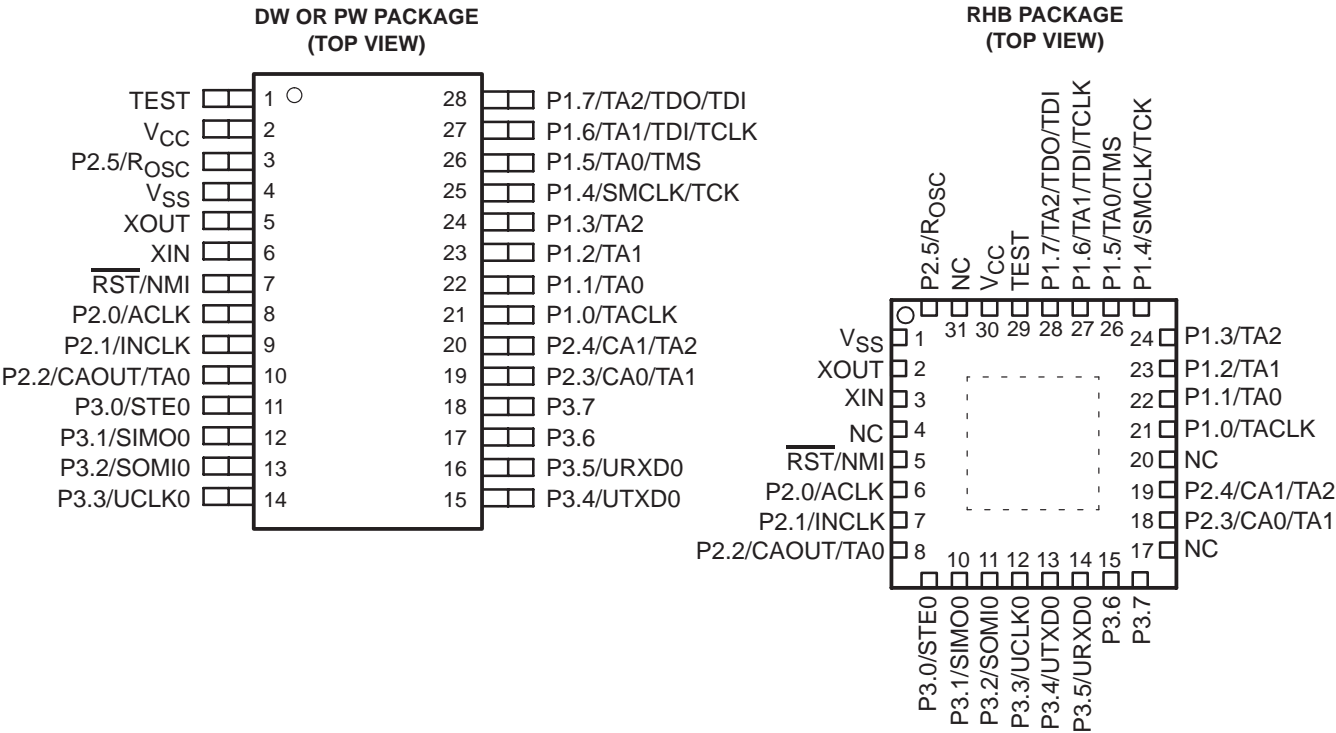 DW OR PW PACKAGE
(TOP VIEW)
TEST 1 28 P1.7/TA2/TDO/TDI
VCC 2 27 P1.6/TA1/TDI/TCLK
P2.5/ROSC 3 26 P1.5/TA0/TMS
VSS 4 25 P1.4/SMCLK/TCK
XOUT 5 24 P1.3/TA2
XIN 6 23 P1.2/TA1
RST/NMI 7 22 P1.1/TA0
P2.0/ACLK 8 21 P1.0/TACLK
P2.1/INCLK 9 20 P2.4/CA1/TA2
P2.2/CAOUT/TA0 10 19 P2.3/CA0/TA1
P3.0/STE0 11 18 P3.7
P3.1/SIMO0 12 17 P3.6
P3.2/SOMI0 13 16 P3.5/URXD0
P3.3/UCLK0 14 15 P3.4/UTXD0
RHB PACKAGE
(TOP VIEW)
P2.5/ROSC
NC
VCC
TEST
P1.7/TA2/TDO/TDI
P1.6/TA1/TDI/TCLK
P1.5/TA0/TMS
P1.4/SMCLK/TCK
31 30 29 28 27 26
VSS 1 24 P1.3/TA2
XOUT 2 23 P1.2/TA1
XIN 3 22 P1.1/TA0
NC 4 21 P1.0/TACLK
RST/NMI 5 20 NC
P2.0/ACLK 6 19 P2.4/CA1/TA2
P2.1/INCLK 7 18 P2.3/CA0/TA1
P2.2/CAOUT/TA0 8 17 NC
10 11 12 13 14 15
P3.0/STE0
P3.1/SIMO0
P3.2/SOMI0
P3.3/UCLK0
P3.4/UTXD0
P3.5/URXD0
P3.6
P3.7